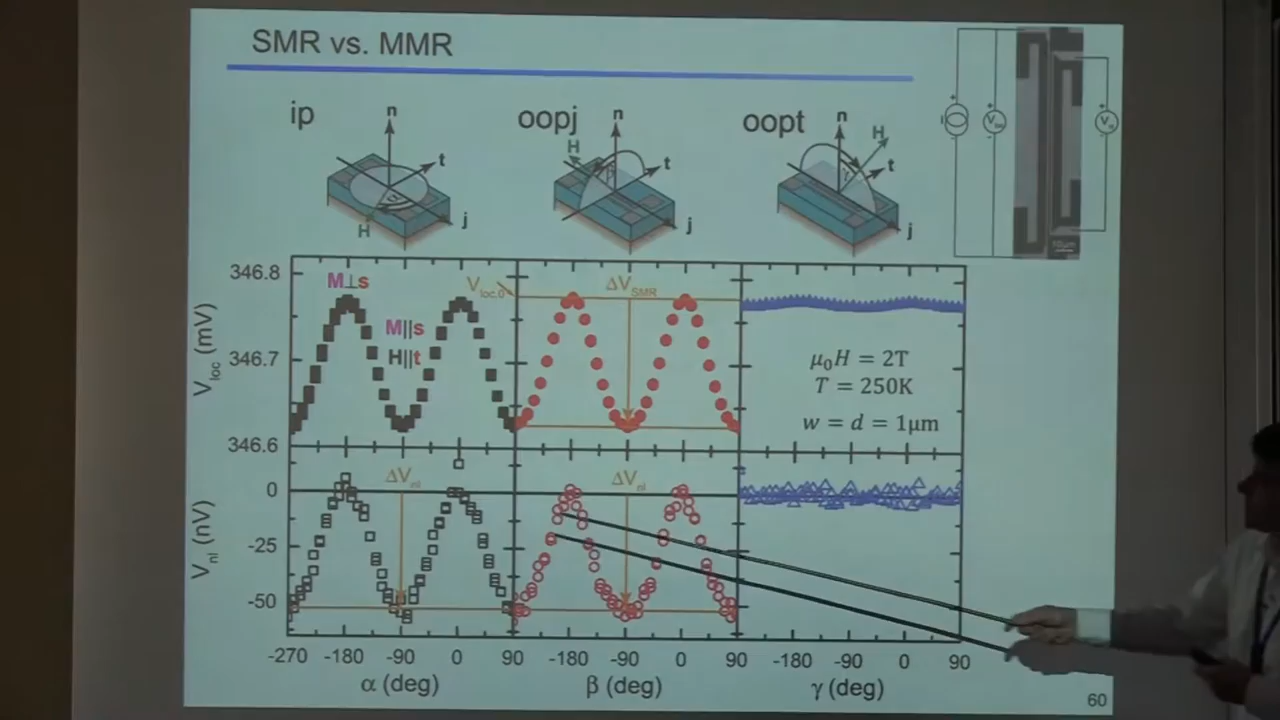 SMR vs. MMR
ip
n
t
H
j
α
oopj
n
H
t
j
β
oopt
n
H
t
j
γ
10µm
V_loc (mV)
346.8
346.7
346.6
M⊥s
M||s
H||t
V_loc,0
ΔV_SMR
μ₀H = 2T
T = 250K
w = d = 1µm
V_nl (nV)
0
-25
-50
ΔV_nl
ΔV_nl
-270 -180 -90 0 90 -180 -90 0 90 -180 -90 0 90
α (deg) β (deg) γ (deg)
60